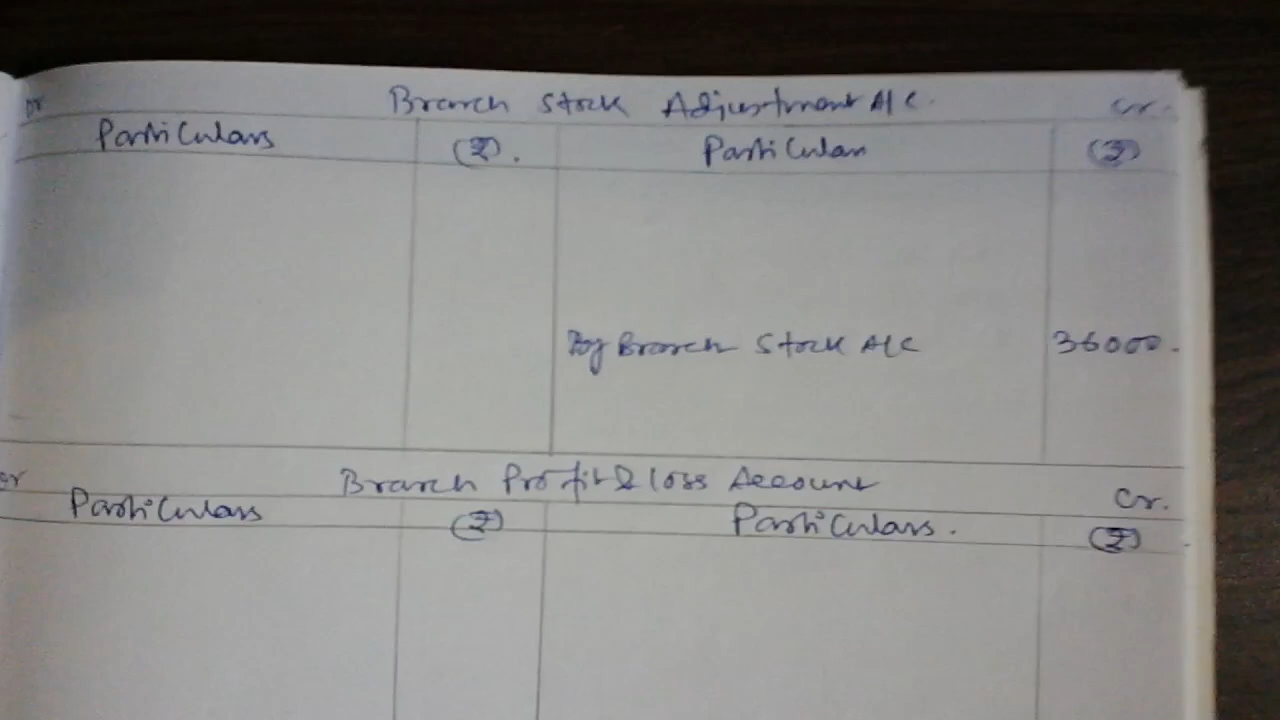 Dr Branch Stock Adjustment A/C. Cr.
Particulars (₹). Particulars (₹)
By Branch Stock A/C 36000.
Dr Branch Profit & Loss Account Cr.
Particulars (₹) Particulars. (₹)